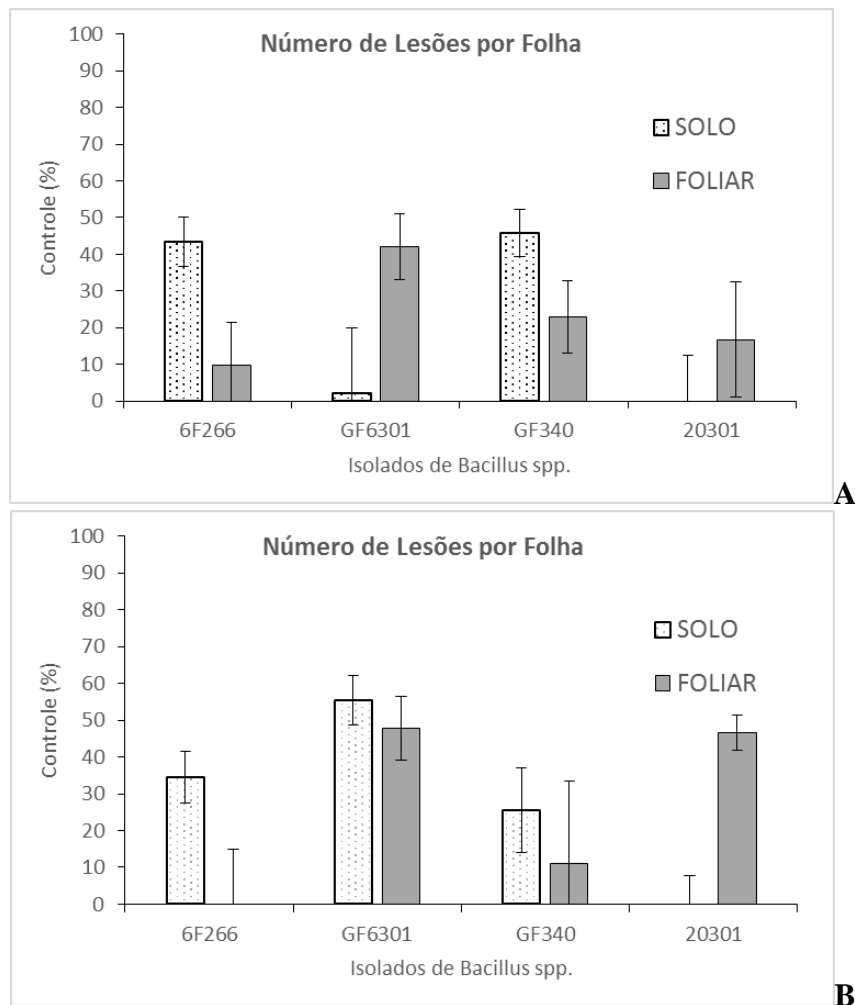 Número de Lesões por Folha
100
90
80
70
60
50
40
30
20
10
0
Controle (%)
SOLO
FOLIAR
6F266 GF6301 GF340 20301
Isolados de Bacillus spp.
A
Número de Lesões por Folha
100
90
80
70
60
50
40
30
20
10
0
Controle (%)
SOLO
FOLIAR
6F266 GF6301 GF340 20301
Isolados de Bacillus spp.
B